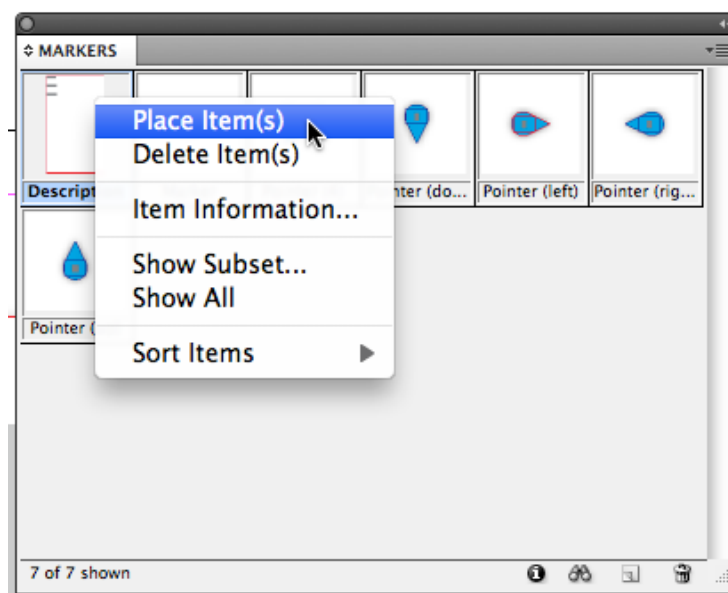 MARKERS
Place Item(s)
Delete Item(s)
Item Information...
Show Subset...
Show All
Sort Items
Descript
nter (do...
Pointer (left)
Pointer (rig...
Pointer (
7 of 7 shown